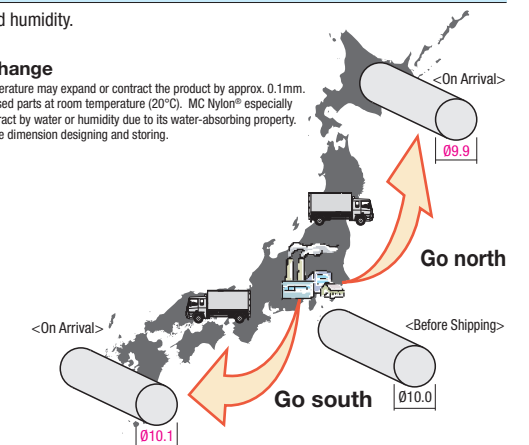 humidity.
hange
erature may expand or contract the product by approx. 0.1mm.
sed parts at room temperature (20°C). MC Nylon® especially
ract by water or humidity due to its water-absorbing property.
e dimension designing and storing.
<On Arrival>
Ø9.9
Go north
<On Arrival>
<Before Shipping>
Go south
Ø10.0
Ø10.1